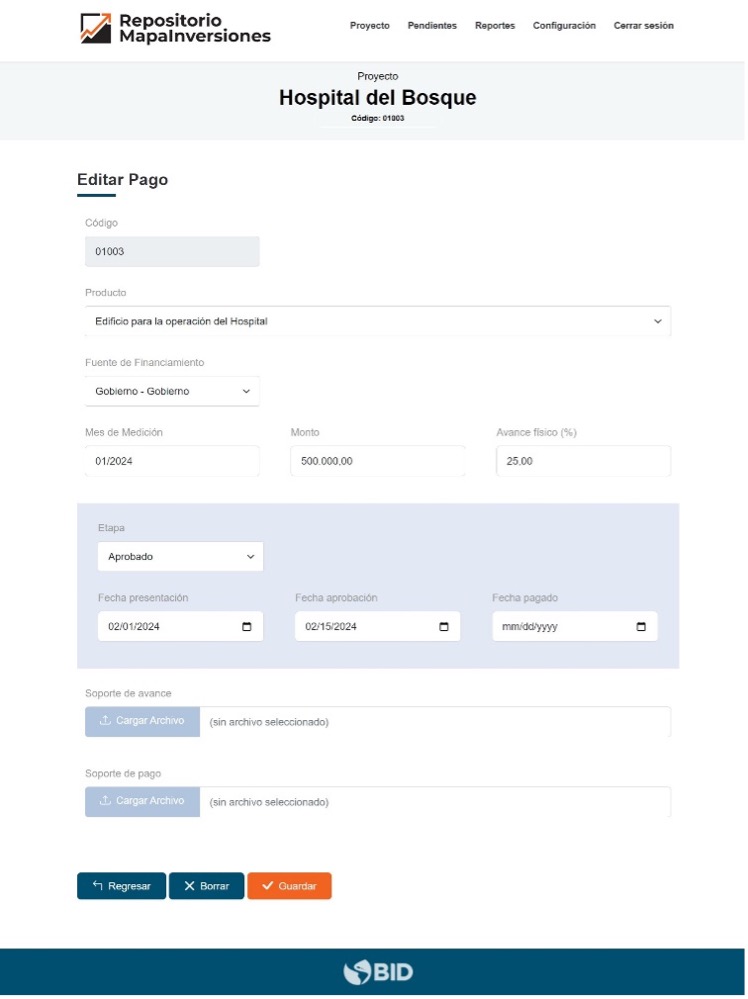 Repositorio
MapaInversiones
Proyecto Pendientes Reportes Configuración Cerrar sesión
Proyecto
Hospital del Bosque
Código: 01003
Editar Pago
Código
01003
Producto
Edificio para la operación del Hospital
Fuente de Financiamiento
Gobierno - Gobierno
Mes de Medición Monto Avance físico (%)
01/2024 500.000,00 25,00
Etapa
Aprobado
Fecha presentación Fecha aprobación Fecha pagado
02/01/2024 02/15/2024 mm/dd/yyyy
Soporte de avance
Cargar Archivo (sin archivo seleccionado)
Soporte de pago
Cargar Archivo (sin archivo seleccionado)
Regresar Borrar Guardar
BID